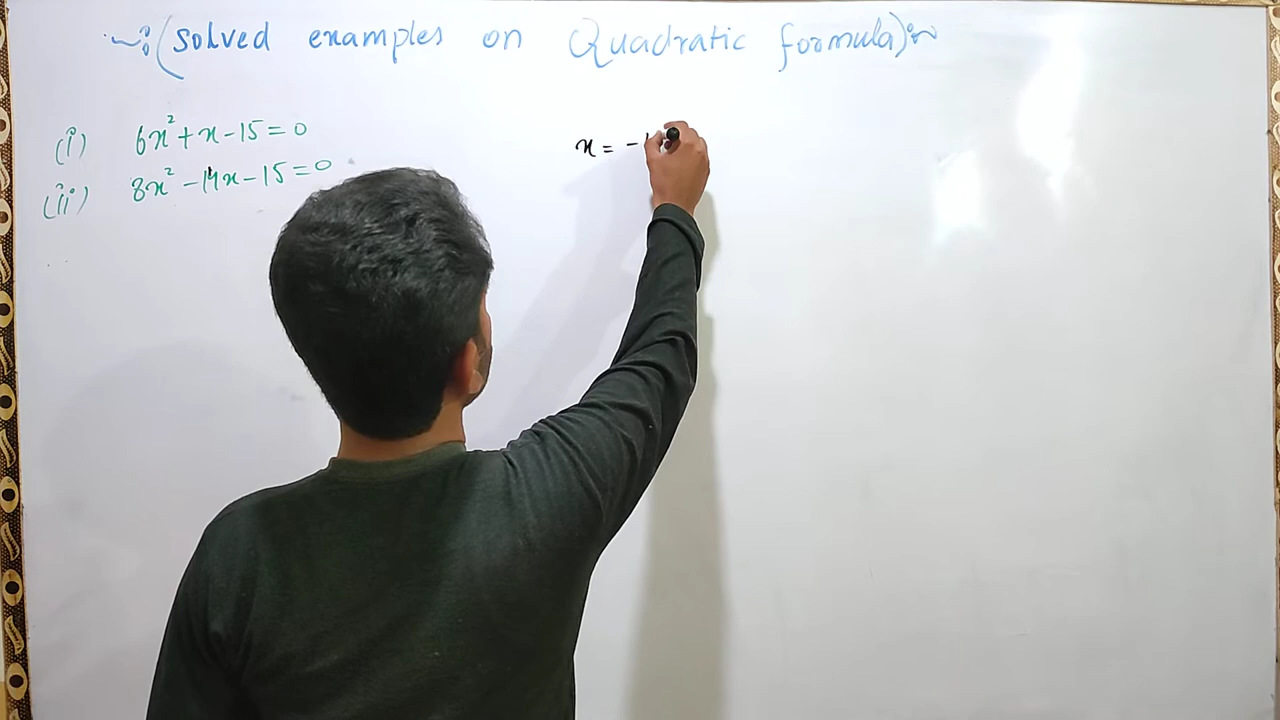 ~:(Solved examples on Quadratic formula):~
(i) 6x²+x-15=0
(ii) 8x²-14x-15=0
x = -